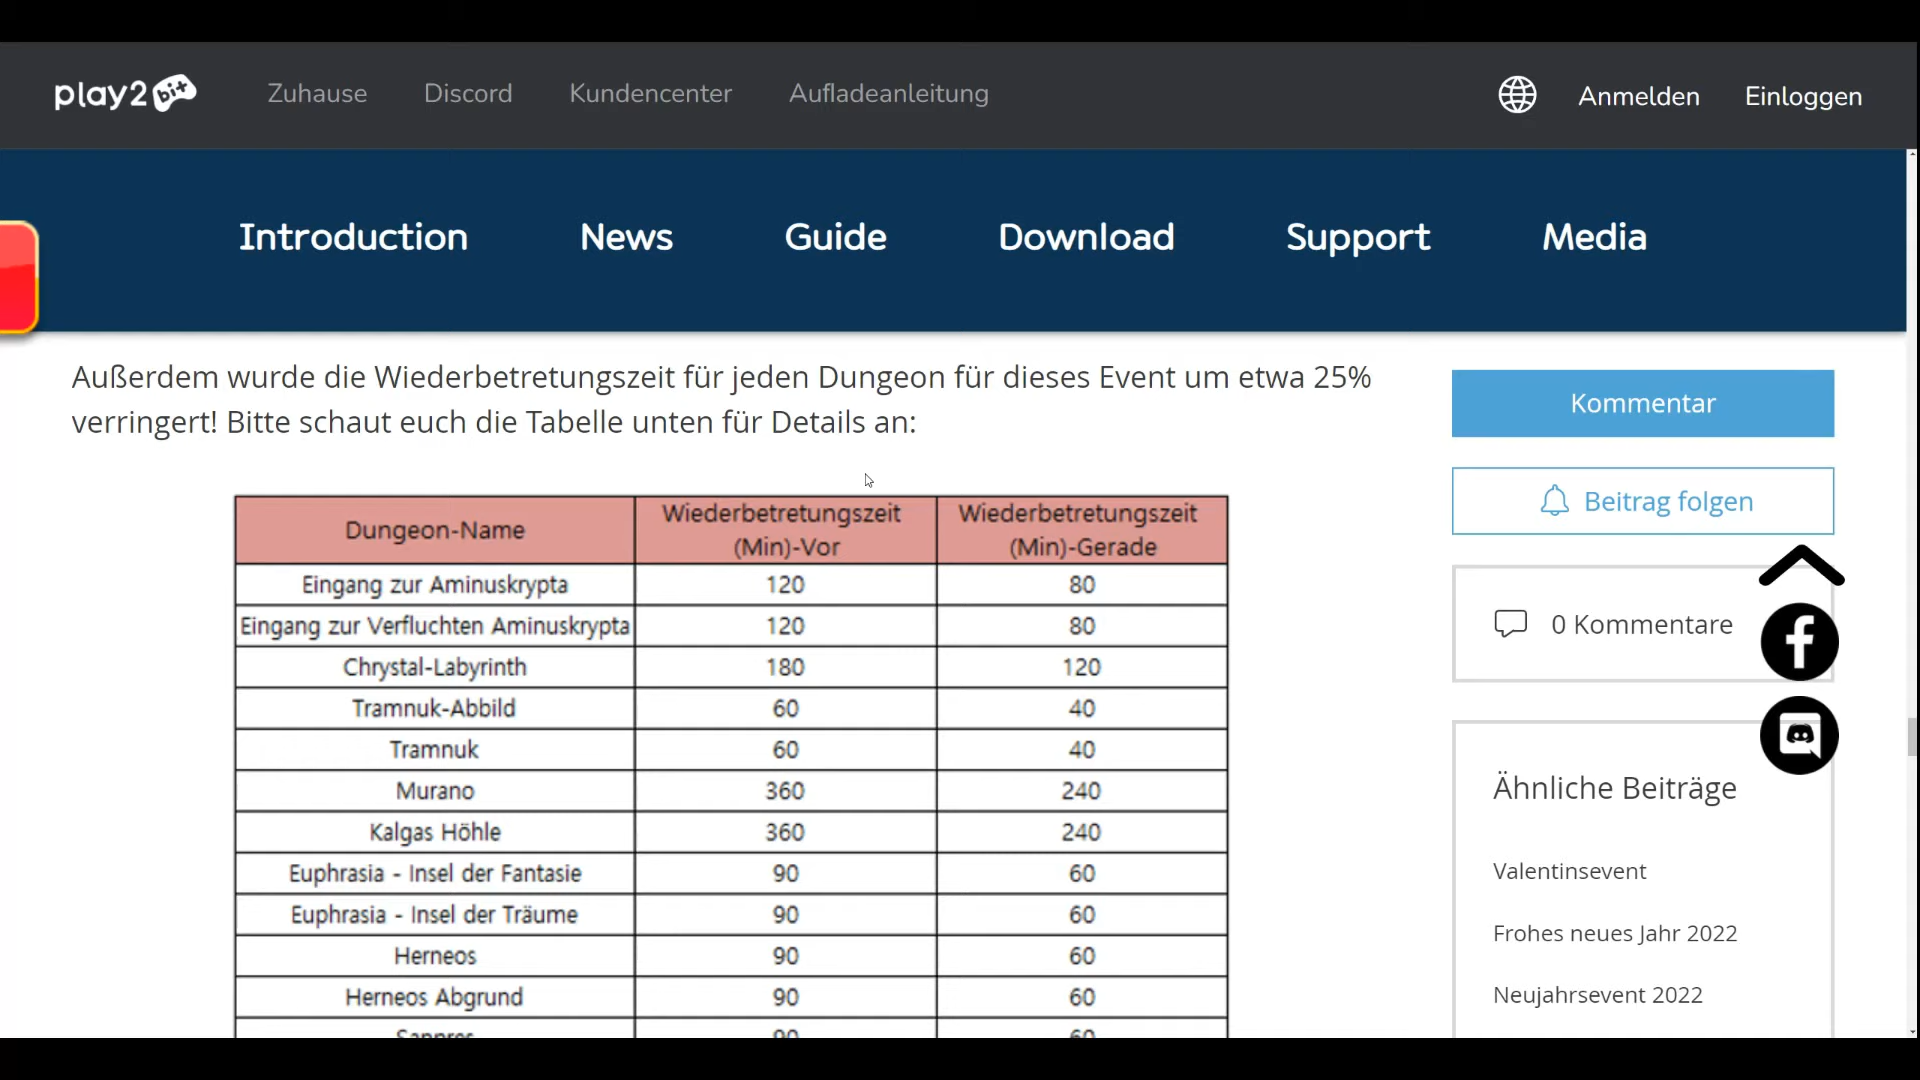 play2bit
Zuhause
Discord
Kundencenter
Aufladeanleitung
Anmelden
Einloggen
Introduction
News
Guide
Download
Support
Media
Außerdem wurde die Wiederbetretungszeit für jeden Dungeon für dieses Event um etwa 25%
verringert! Bitte schaut euch die Tabelle unten für Details an:
Dungeon-Name
Wiederbetretungszeit
(Min)-Vor
Wiederbetretungszeit
(Min)-Gerade
Eingang zur Aminuskrypta 120 80
Eingang zur Verfluchten Aminuskrypta 120 80
Chrystal-Labyrinth 180 120
Tramnuk-Abbild 60 40
Tramnuk 60 40
Murano 360 240
Kalgas Höhle 360 240
Euphrasia - Insel der Fantasie 90 60
Euphrasia - Insel der Träume 90 60
Herneos 90 60
Herneos Abgrund 90 60
90 60
Kommentar
Beitrag folgen
0 Kommentare
Ähnliche Beiträge
Valentinsevent
Frohes neues Jahr 2022
Neujahrsevent 2022